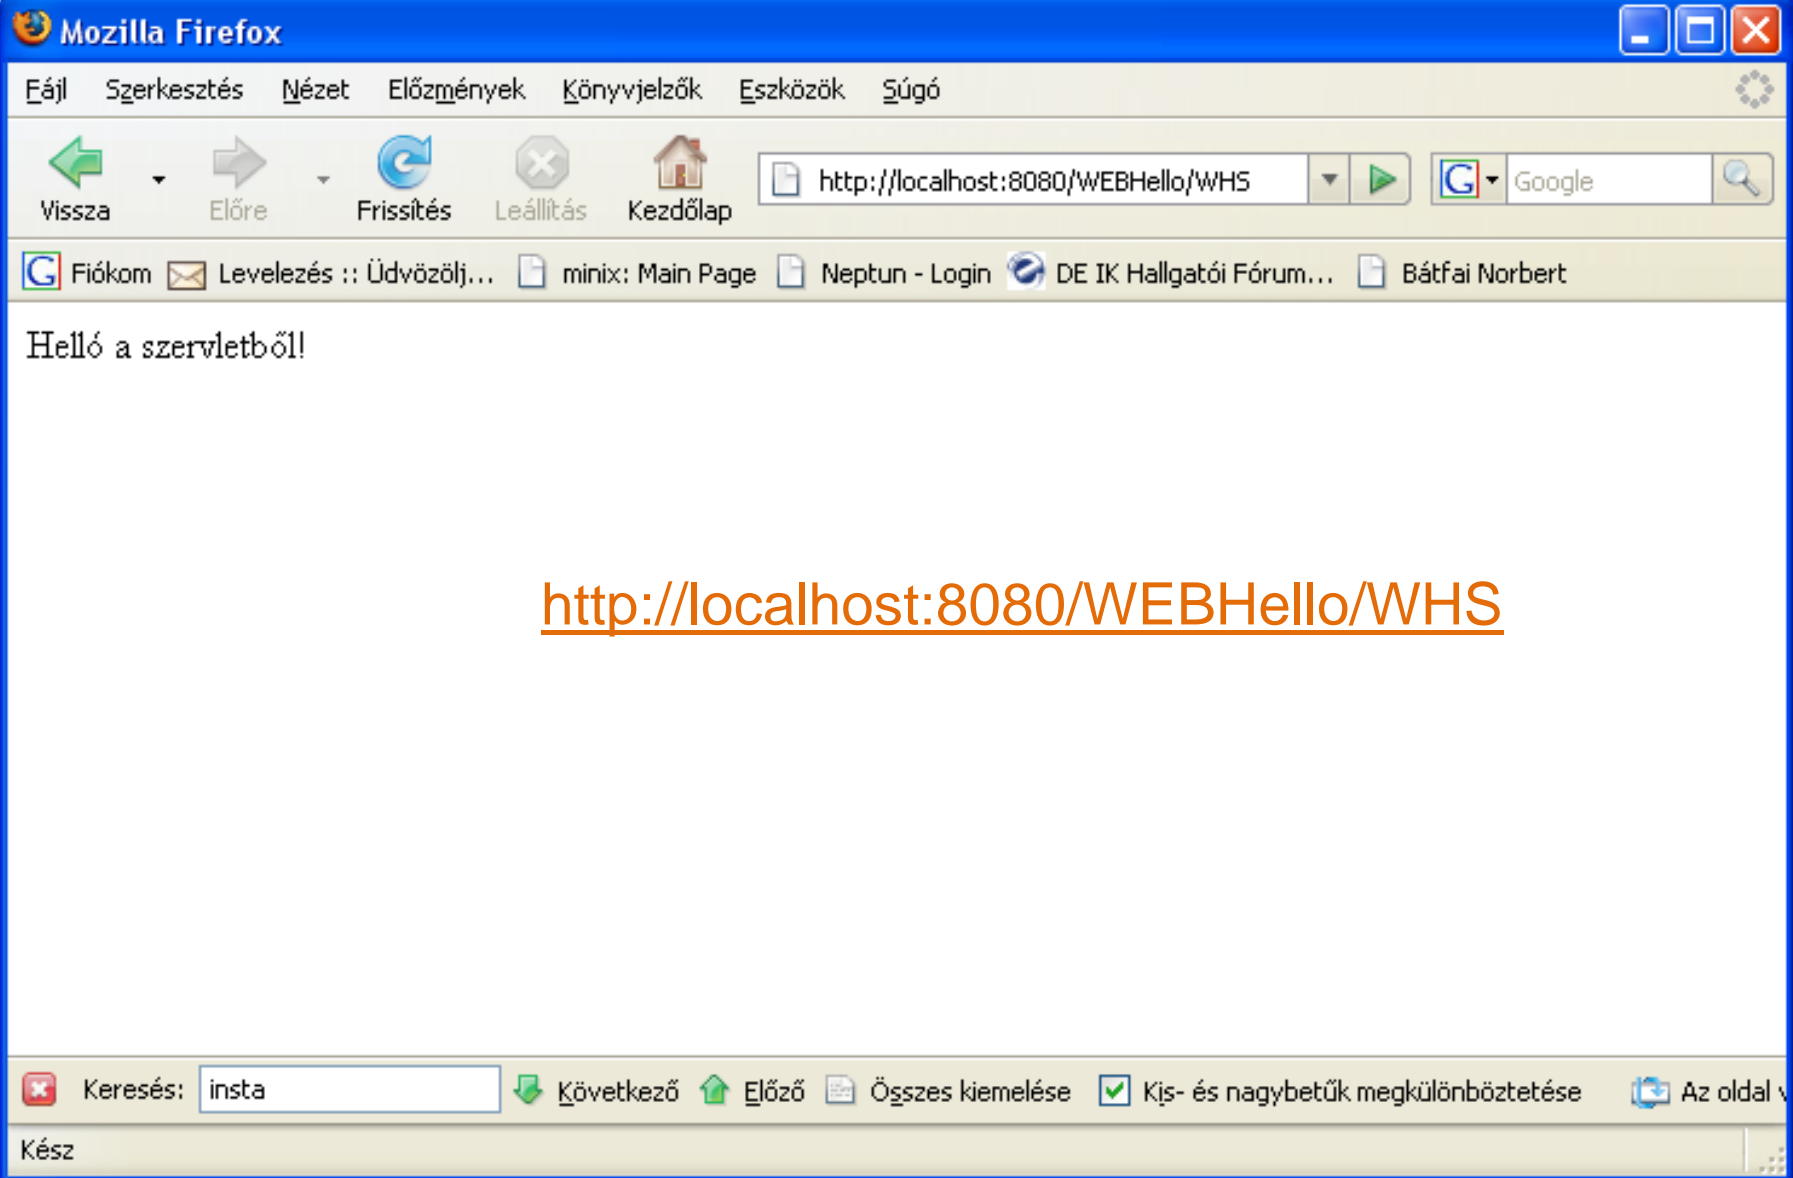 Mozilla Firefox
Fájl Szerkesztés Nézet Előzmények Könyvjelzők Eszközök Súgó
Vissza Előre Frissítés Leállítás Kezdőlap http://localhost:8080/WEBHello/WHS G Google
G Fiókom Levelezés :: Üdvözölj... minix: Main Page Neptun - Login DE IK Hallgatói Fórum... Bátfai Norbert
Helló a szervletből!
http://localhost:8080/WEBHello/WHS
Keresés: insta Következő Előző Összes kiemelése Kis- és nagybetűk megkülönböztetése Az oldal v
Kész